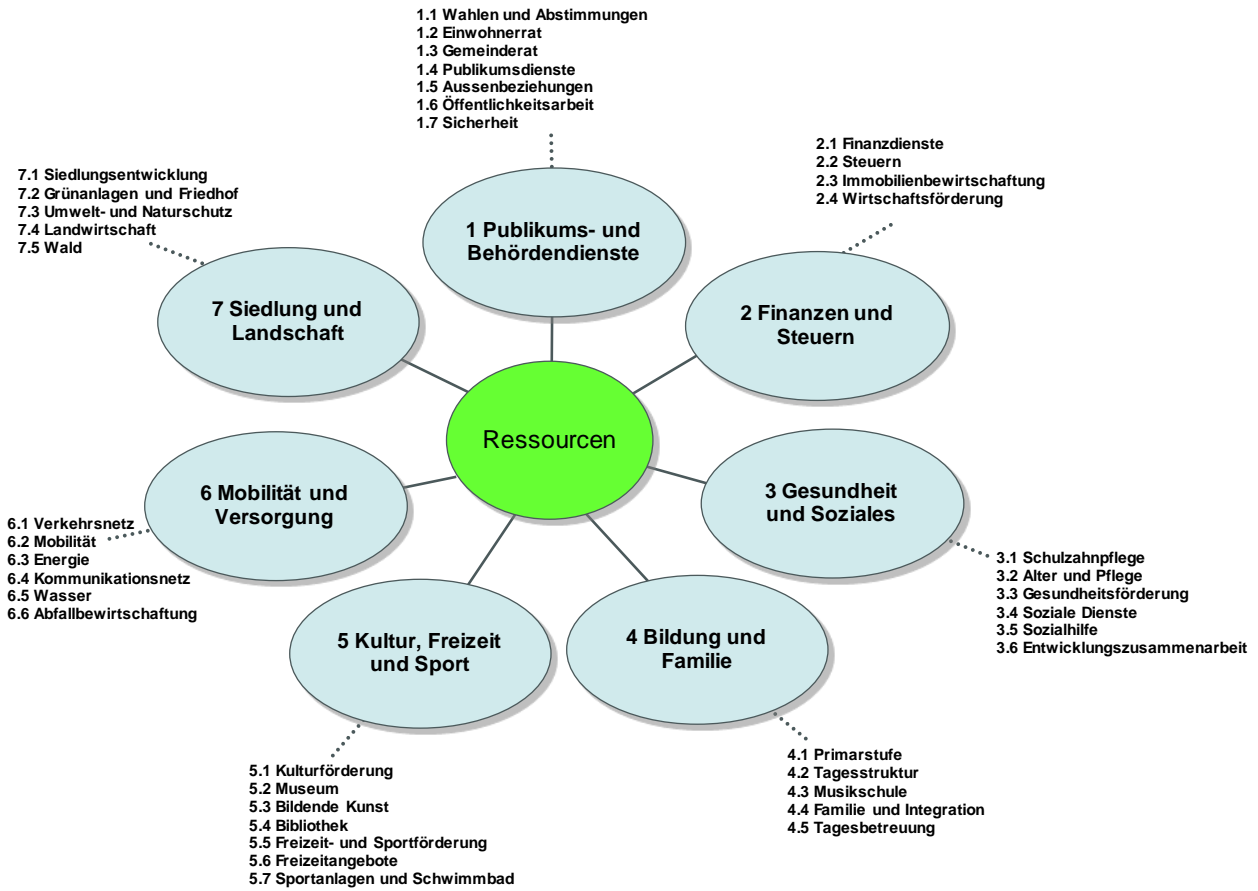 1.1 Wahlen und Abstimmungen
1.2 Einwohnerrat
1.3 Gemeinderat
1.4 Publikumsdienste
1.5 Aussenbeziehungen
1.6 Öffentlichkeitsarbeit
1.7 Sicherheit
1 Publikums- und
Behördendienste
2.1 Finanzdienste
2.2 Steuern
2.3 Immobilienbewirtschaftung
2.4 Wirtschaftsförderung
2 Finanzen und
Steuern
3 Gesundheit
und Soziales
3.1 Schulzahnpflege
3.2 Alter und Pflege
3.3 Gesundheitsförderung
3.4 Soziale Dienste
3.5 Sozialhilfe
3.6 Entwicklungszusammenarbeit
4 Bildung und
Familie
4.1 Primarstufe
4.2 Tagesstruktur
4.3 Musikschule
4.4 Familie und Integration
4.5 Tagesbetreuung
5 Kultur, Freizeit
und Sport
5.1 Kulturförderung
5.2 Museum
5.3 Bildende Kunst
5.4 Bibliothek
5.5 Freizeit- und Sportförderung
5.6 Freizeitangebote
5.7 Sportanlagen und Schwimmbad
6 Mobilität und
Versorgung
6.1 Verkehrsnetz
6.2 Mobilität
6.3 Energie
6.4 Kommunikationsnetz
6.5 Wasser
6.6 Abfallbewirtschaftung
7.1 Siedlungsentwicklung
7.2 Grünanlagen und Friedhof
7.3 Umwelt- und Naturschutz
7.4 Landwirtschaft
7.5 Wald
7 Siedlung und
Landschaft
Ressourcen